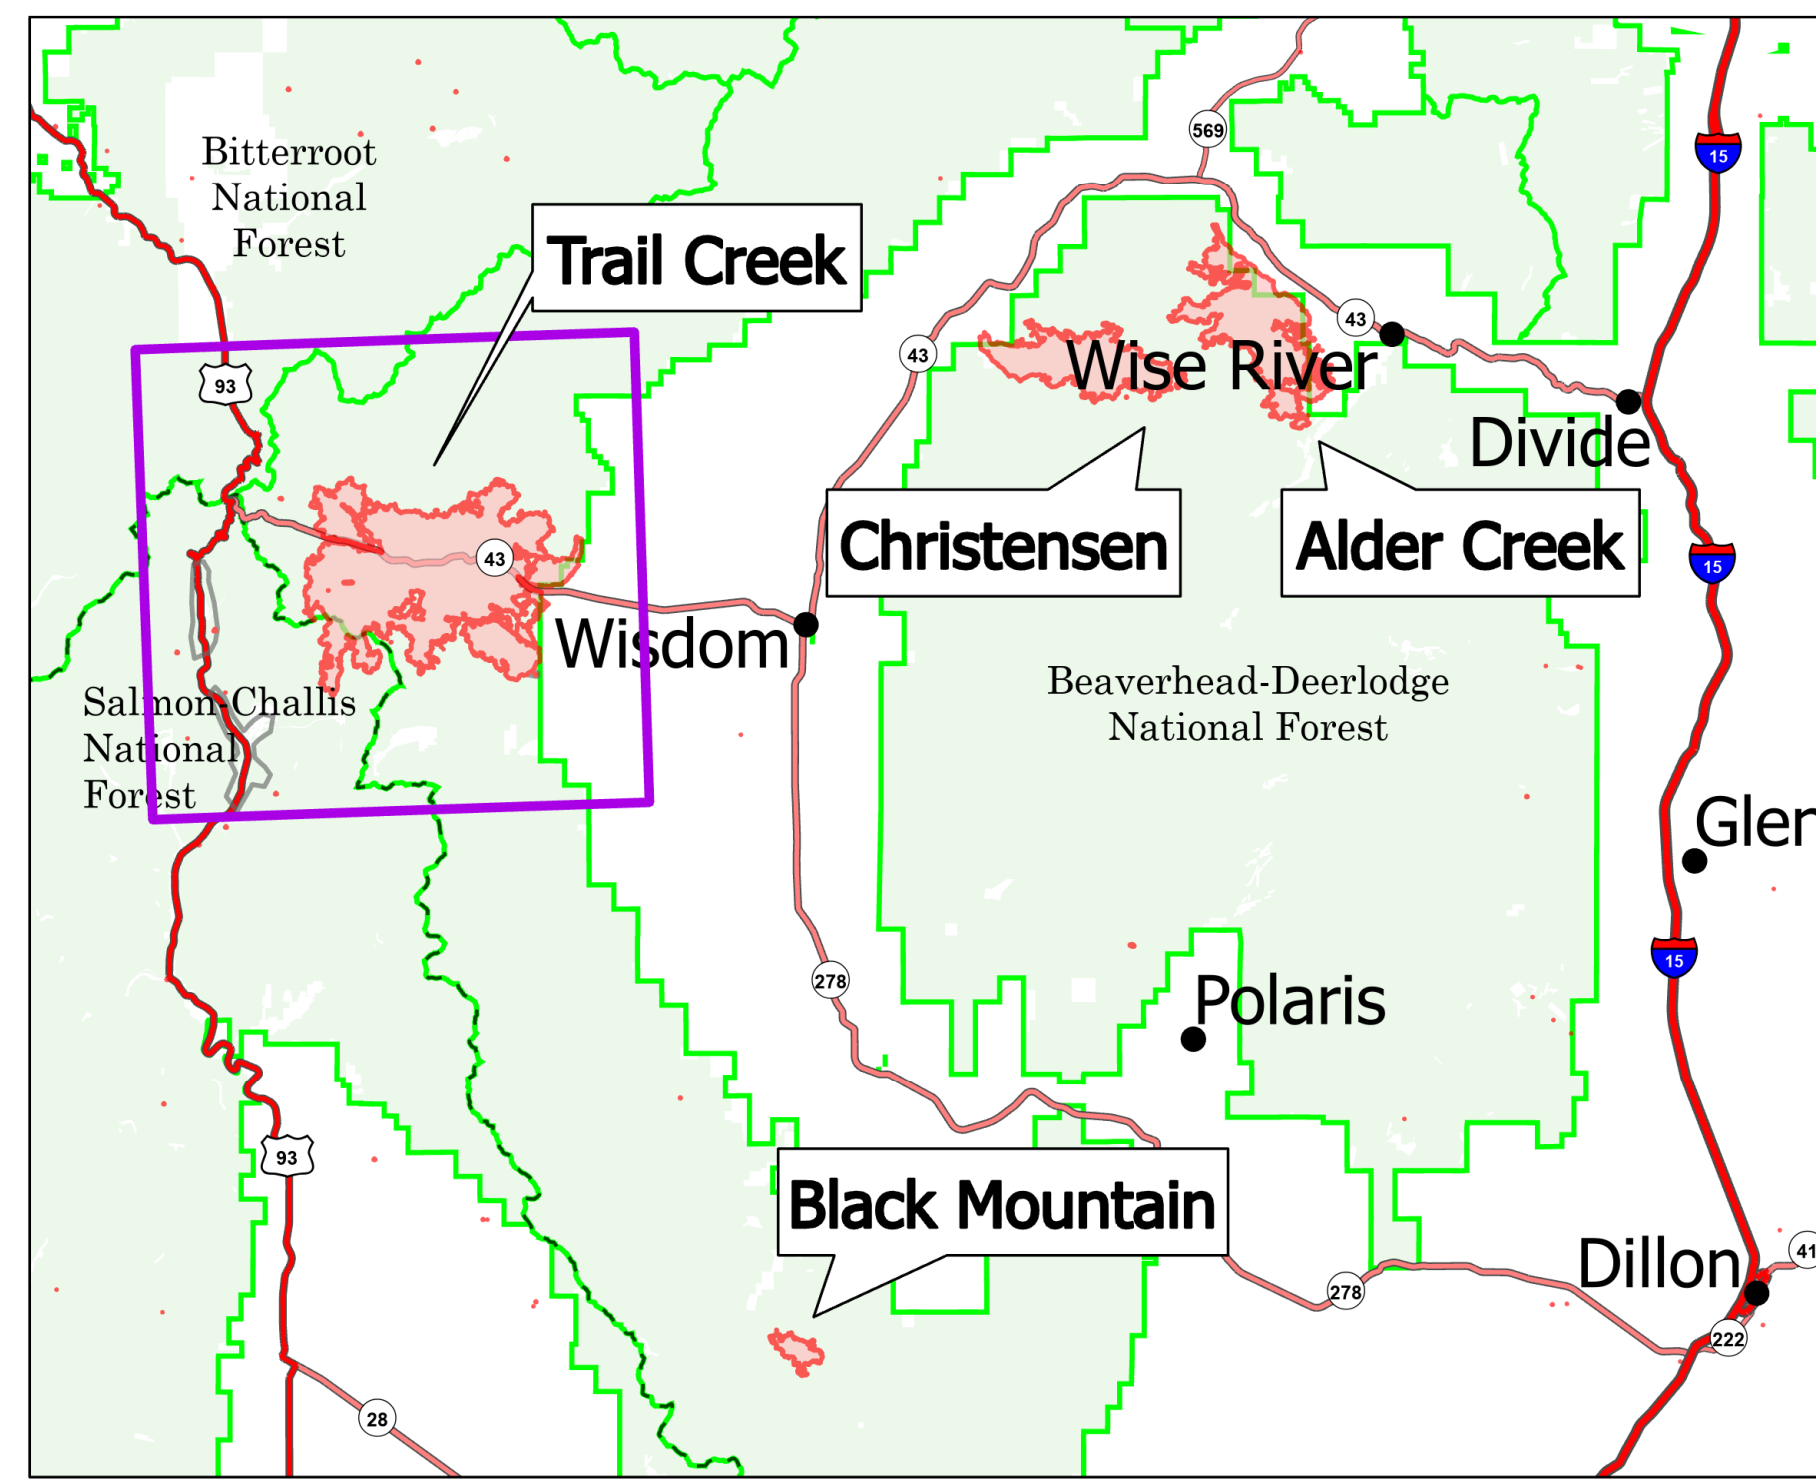 569
15
Bitterroot
National
Forest
Trail Creek
43
43
Wise River
93
Divide
Christensen
Alder Creek
43
15
Wisdom
Beaverhead-Deerlodge
National Forest
Salmon-Challis
National
Forest
Glen
15
278
Polaris
93
Black Mountain
Dillon
41
278
222
28